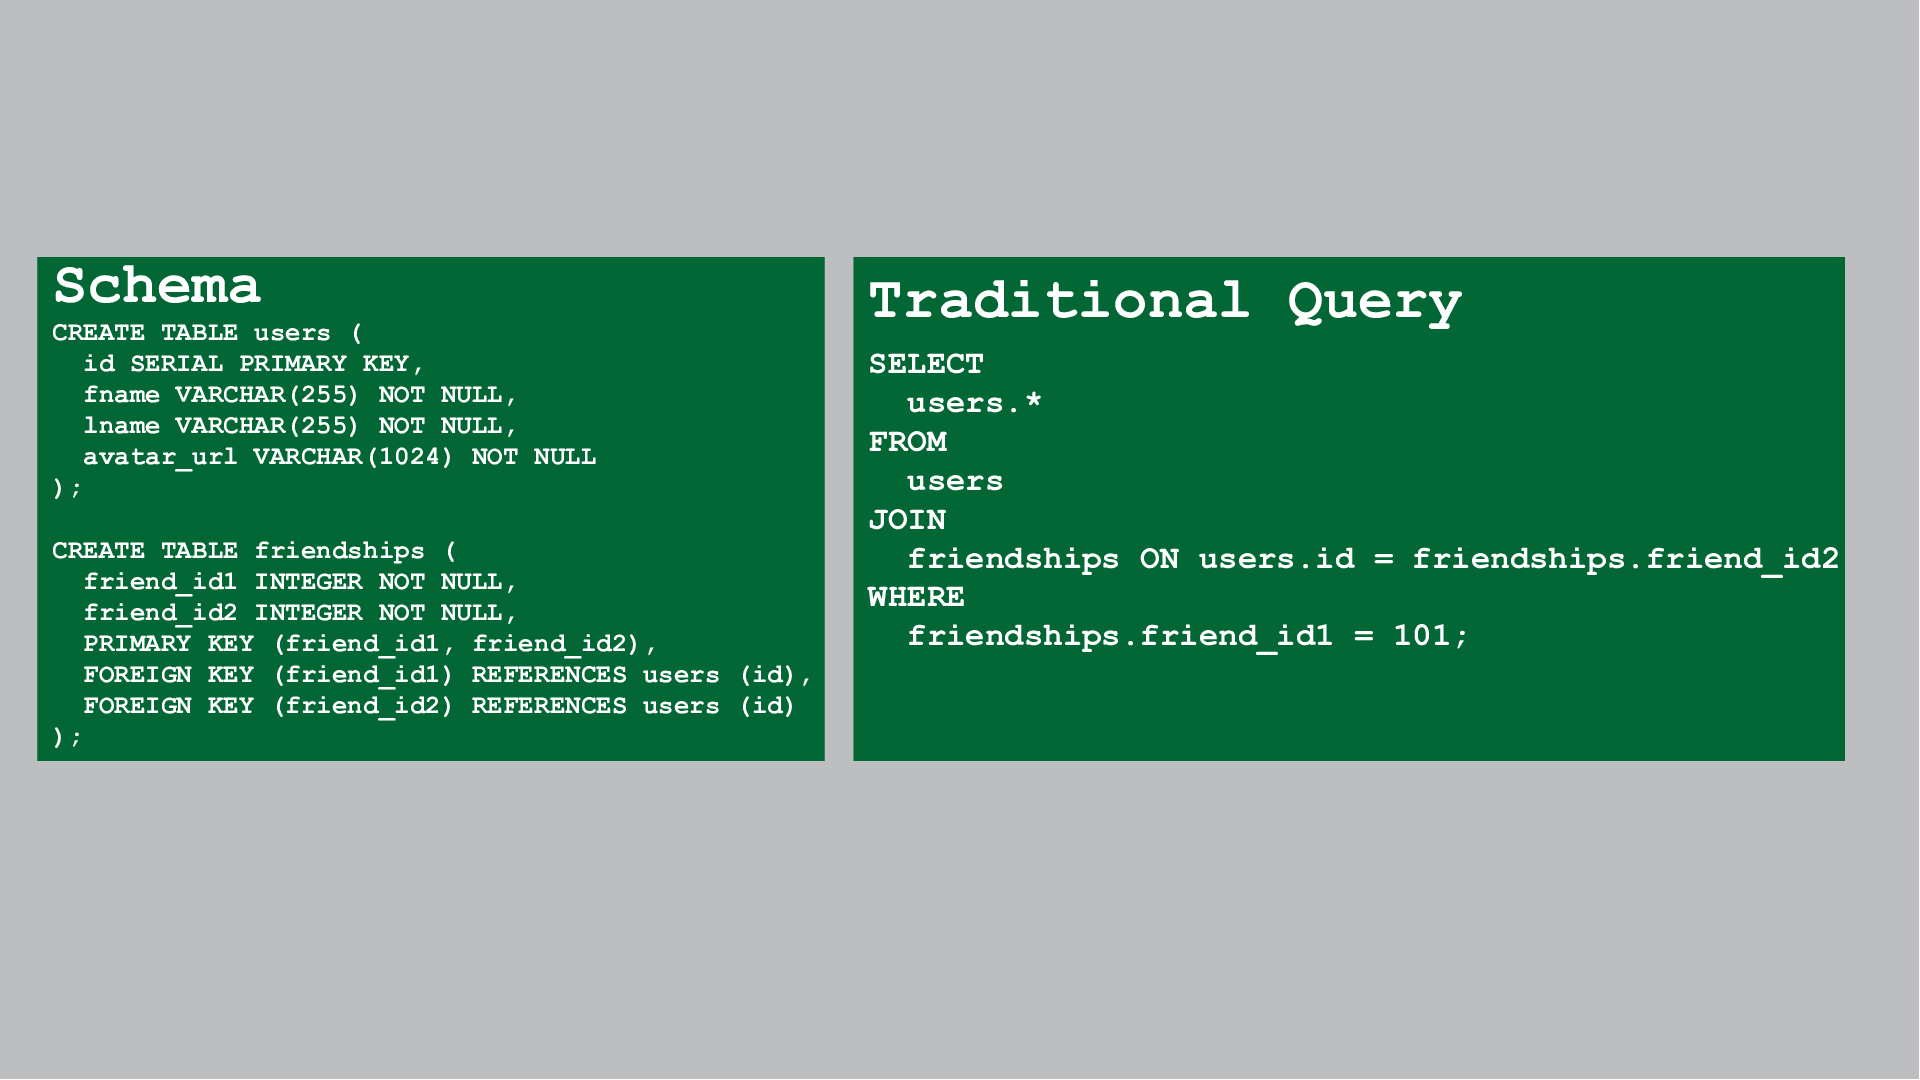 Schema
CREATE TABLE users (
  id SERIAL PRIMARY KEY,
  fname VARCHAR(255) NOT NULL,
  lname VARCHAR(255) NOT NULL,
  avatar_url VARCHAR(1024) NOT NULL
);

CREATE TABLE friendships (
  friend_id1 INTEGER NOT NULL,
  friend_id2 INTEGER NOT NULL,
  PRIMARY KEY (friend_id1, friend_id2),
  FOREIGN KEY (friend_id1) REFERENCES users (id),
  FOREIGN KEY (friend_id2) REFERENCES users (id)
);
Traditional Query
SELECT
  users.*
FROM
  users
JOIN
  friendships ON users.id = friendships.friend_id2
WHERE
  friendships.friend_id1 = 101;